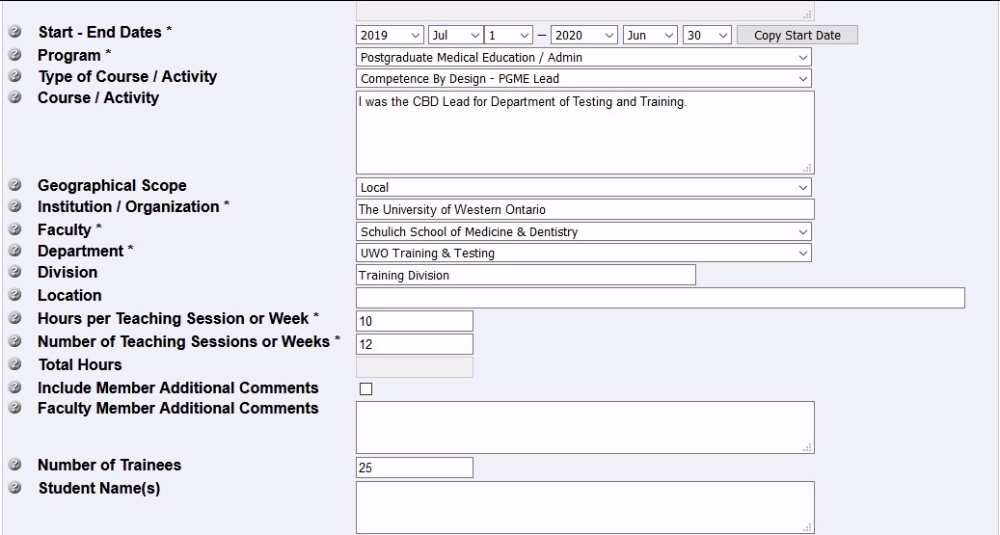 Start - End Dates * 2019 Jul 1 – 2020 Jun 30 Copy Start Date
Program * Postgraduate Medical Education / Admin
Type of Course / Activity Competence By Design - PGME Lead
Course / Activity I was the CBD Lead for Department of Testing and Training.
Geographical Scope Local
Institution / Organization * The University of Western Ontario
Faculty * Schulich School of Medicine & Dentistry
Department * UWO Training & Testing
Division Training Division
Location
Hours per Teaching Session or Week * 10
Number of Teaching Sessions or Weeks * 12
Total Hours
Include Member Additional Comments
Faculty Member Additional Comments
Number of Trainees 25
Student Name(s)